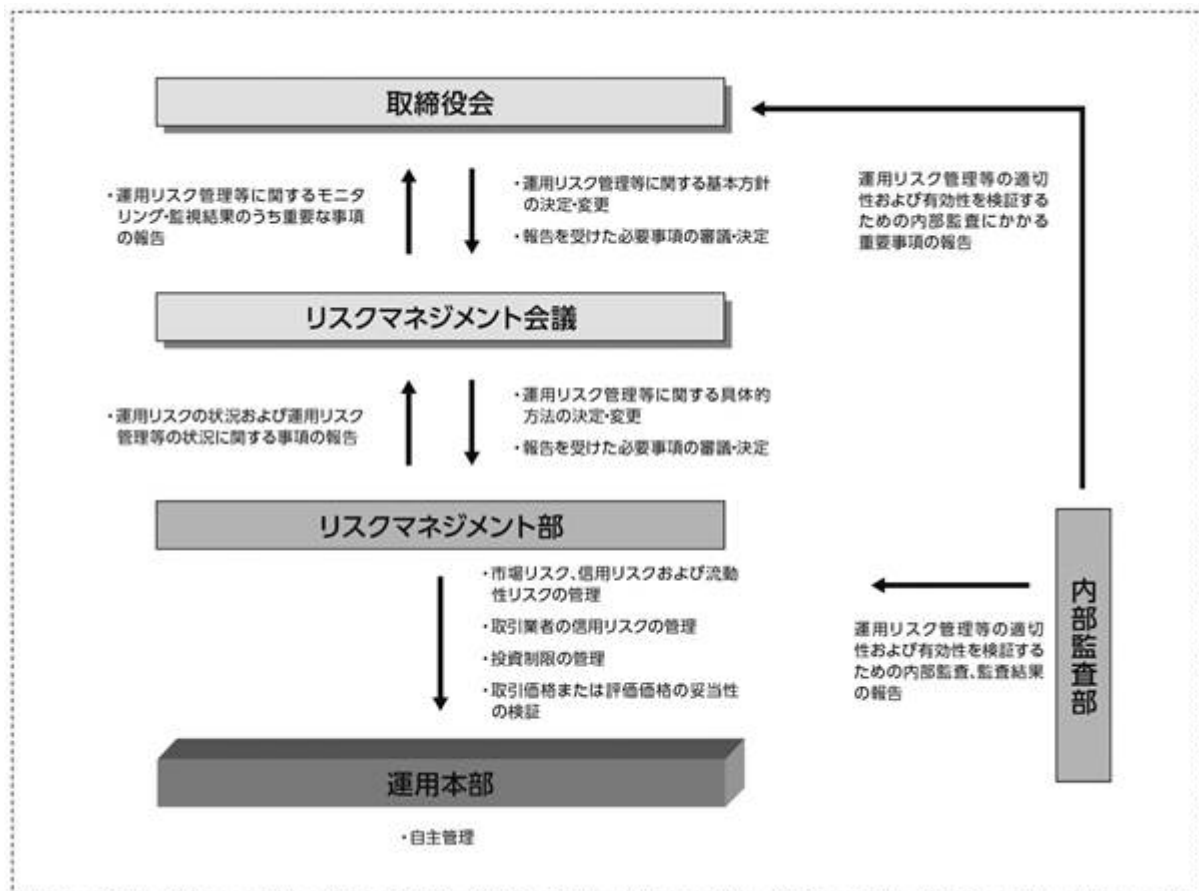 取締役会
・運用リスク管理等に関するモニタ
リング・監視結果のうち重要な事項
の報告
・運用リスク管理等に関する基本方針
の決定・変更
・報告を受けた必要事項の審議・決定
運用リスク管理等の適切
性および有効性を検証する
ための内部監査にかかる
重要事項の報告
リスクマネジメント会議
・運用リスクの状況および運用リスク
管理等の状況に関する事項の報告
・運用リスク管理等に関する具体的
方法の決定・変更
・報告を受けた必要事項の審議・決定
リスクマネジメント部
・市場リスク、信用リスクおよび流動
性リスクの管理
・取引業者の信用リスクの管理
・投資制限の管理
・取引価格または評価価格の妥当性
の検証
運用リスク管理等の適切
性および有効性を検証する
ための内部監査、監査結果
の報告
内部監査部
運用本部
・自主管理